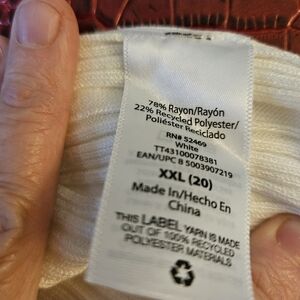 78% Rayon/Rayón
22% Recycled Polyester/
Poliéster Reciclado
RN# 52469
White
TT43100078381
EAN/UPC 8 5003907219
XXL (20)
Made In/Hecho En
China
THIS LABEL YARN IS MADE
OUT OF 100% RECYCLED
POLYESTER MATERIALS